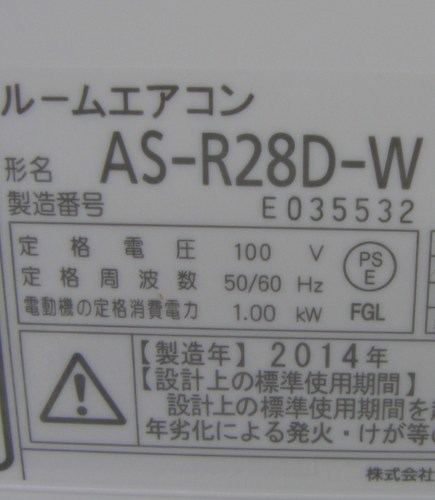 ルームエアコン
形名 AS-R28D-W
製造番号 E035532
定格電圧 100 V
定格周波数 50/60 Hz
電動機の定格消費電力 1.00 kW
PS
E
FGL
【製造年】2014年
【設計上の標準使用期間】
設計上の標準使用期間を
年劣化による発火・けが等の
株式会社